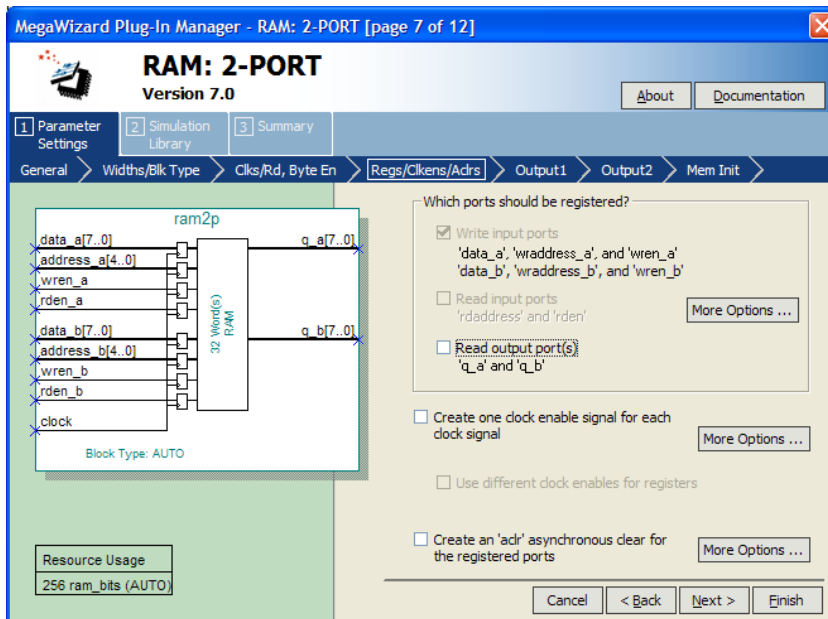 MegaWizard Plug-In Manager - RAM: 2-PORT [page 7 of 12]
RAM: 2-PORT
Version 7.0
About
Documentation
1 Parameter Settings
2 Simulation Library
3 Summary
General
Widths/Blk Type
Clks/Rd, Byte En
Regs/Clkens/Aclrs
Output1
Output2
Mem Init
ram2p
data_a[7..0]
q_a[7..0]
address_a[4..0]
wren_a
rden_a
data_b[7..0]
q_b[7..0]
address_b[4..0]
wren_b
rden_b
clock
32 Word(s)
RAM
Block Type: AUTO
Resource Usage
256 ram_bits (AUTO)
Which ports should be registered?
Write input ports
'data_a', 'wraddress_a', and 'wren_a'
'data_b', 'wraddress_b', and 'wren_b'
Read input ports
'rdaddress' and 'rden'
More Options ...
Read output port(s)
'q_a' and 'q_b'
Create one clock enable signal for each
clock signal
More Options ...
Use different clock enables for registers
Create an 'aclr' asynchronous clear for
the registered ports
More Options ...
Cancel
< Back
Next >
Finish